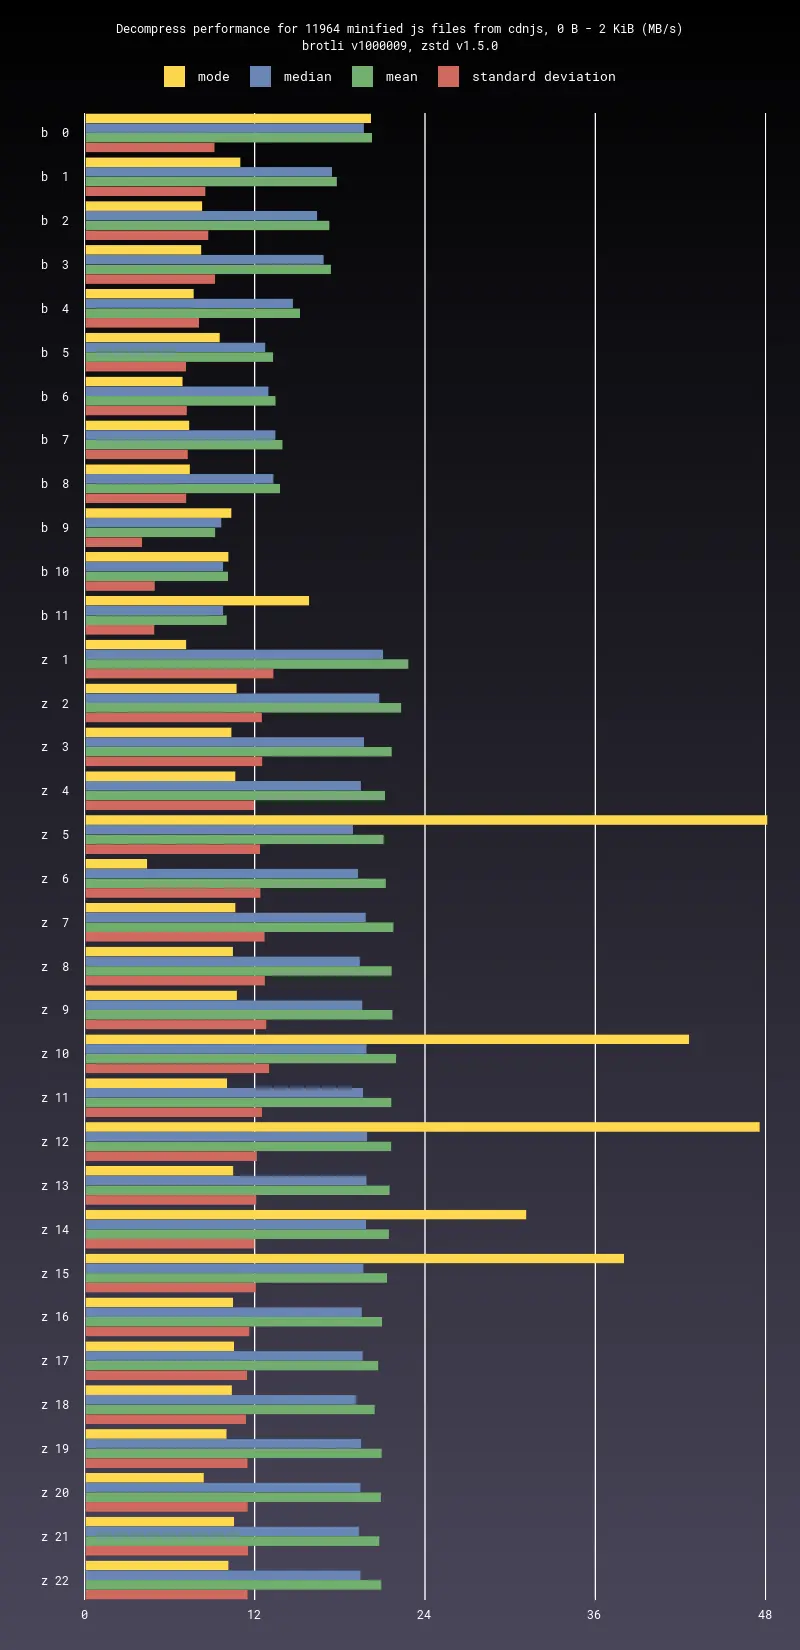 Decompress performance for 11964 minified js files from cdnjs, 0 B - 2 KiB (MB/s)
brotli v1000009, zstd v1.5.0
mode median mean standard deviation
b 0
b 1
b 2
b 3
b 4
b 5
b 6
b 7
b 8
b 9
b 10
b 11
z 1
z 2
z 3
z 4
z 5
z 6
z 7
z 8
z 9
z 10
z 11
z 12
z 13
z 14
z 15
z 16
z 17
z 18
z 19
z 20
z 21
z 22
0 12 24 36 48